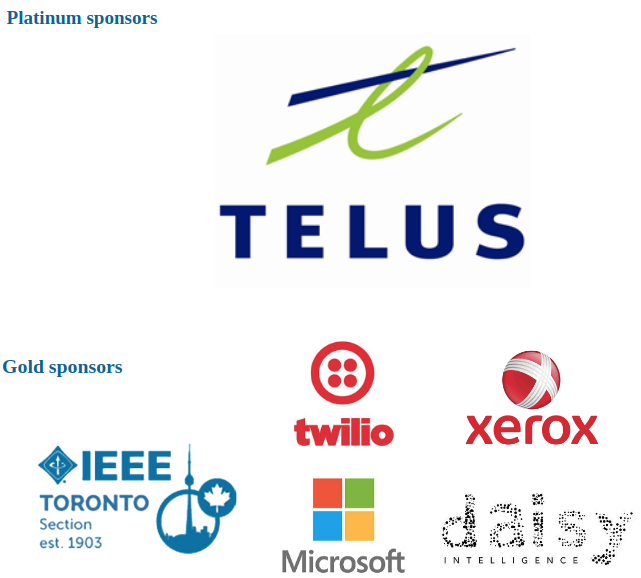 Platinum sponsors
TELUS
Gold sponsors
twilio
xerox
IEEE
TORONTO
Section
est. 1903
Microsoft
daisy
INTELLIGENCE